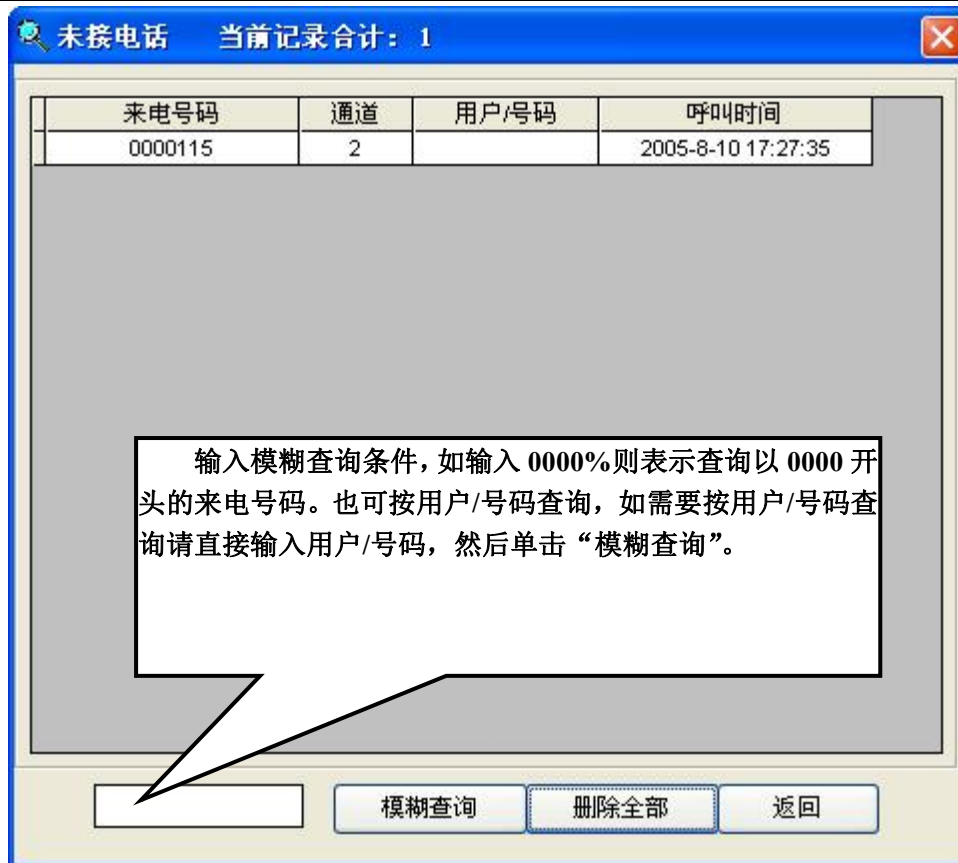 未接电话 当前记录合计：1
来电号码 通道 用户/号码 呼叫时间
0000115 2 2005-8-10 17:27:35
输入模糊查询条件，如输入 0000%则表示查询以 0000 开
头的来电号码。也可按用户/号码查询，如需要按用户/号码查
询请直接输入用户/号码，然后单击“模糊查询”。
模糊查询 删除全部 返回